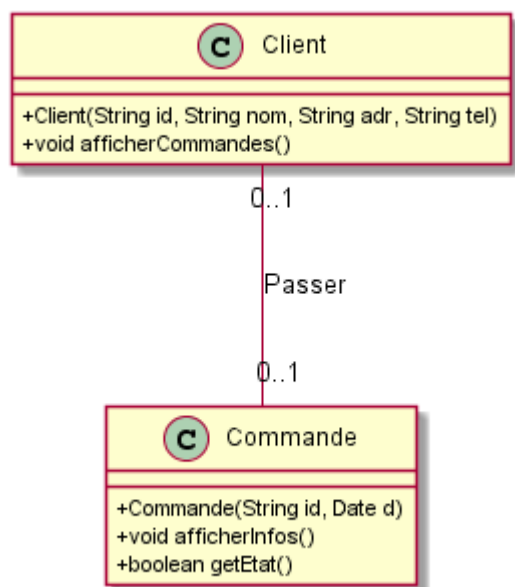 C Client
+Client(String id, String nom, String adr, String tel)
+void afficherCommandes()
0..1
Passer
0..1
C Commande
+Commande(String id, Date d)
+void afficherInfos()
+boolean getEtat()